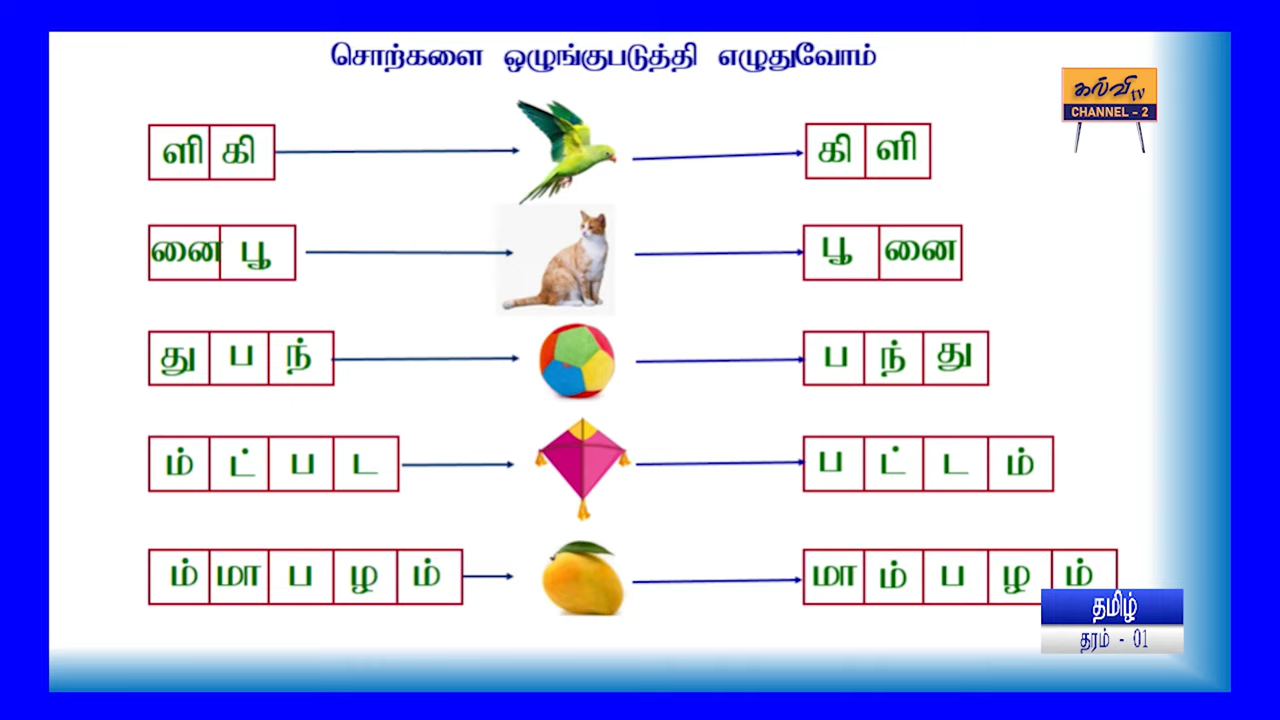 சொற்களை ஒழுங்குபடுத்தி எழுதுவோம்
கல்வி tv
CHANNEL - 2
ளி கி கி ளி
னை பூ பூ னை
து ப ந் ப ந் து
ம் ட் ப ட ப ட் ட ம்
ம் மா ப ழ ம் மா ம் ப ழ ம்
தமிழ்
தரம் - 01